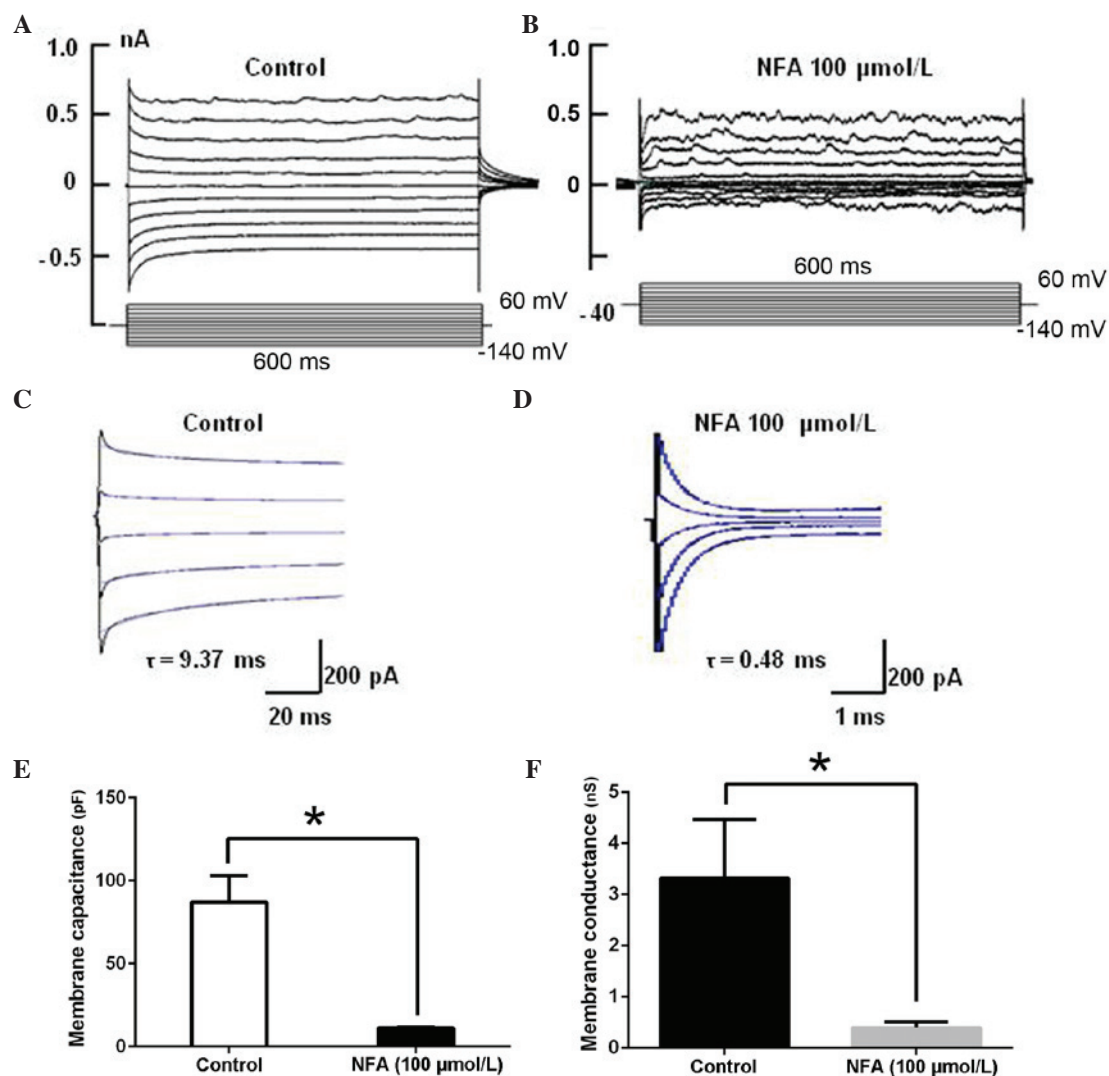 A
nA
1.0
Control
0.5
0
- 0.5
60 mV
-140 mV
600 ms
B
1.0
NFA 100 µmol/L
0.5
0
600 ms
60 mV
- 40
-140 mV
C
Control
τ = 9.37 ms
200 pA
20 ms
D
NFA 100 µmol/L
τ = 0.48 ms
200 pA
1 ms
E
Membrane capacitance (pF)
150
100
50
0
*
Control
NFA (100 µmol/L)
F
Membrane conductance (nS)
5
4
3
2
1
0
*
Control
NFA (100 µmol/L)